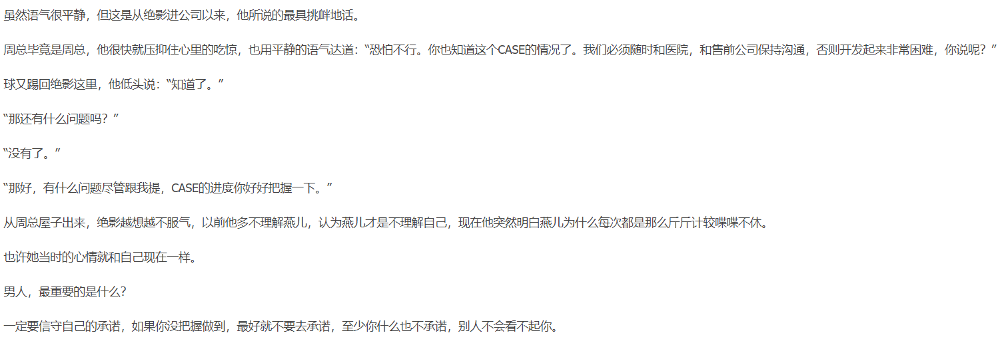 虽然语气很平静，但这是从绝影进公司以来，他所说的最具挑衅地话。
周总毕竟是周总，他很快就压抑住心里的吃惊，也用平静的语气达道：“恐怕不行。你也知道这个CASE的情况了。我们必须随时和医院，和售前公司保持沟通，否则开发起来非常困难，你说呢？”
球又踢回绝影这里，他低头说：“知道了。”
“那还有什么问题吗？”
“没有了。”
“那好，有什么问题尽管跟我提，CASE的进度你好好把握一下。”
从周总屋子出来，绝影越想越不服气，以前他多不理解燕儿，认为燕儿才是不理解自己，现在他突然明白燕儿为什么每次都是那么斤斤计较喋喋不休。
也许她当时的心情就和自己现在一样。
男人，最重要的是什么？
一定要信守自己的承诺，如果你没把握做到，最好就不要去承诺，至少你什么也不承诺，别人不会看不起你。